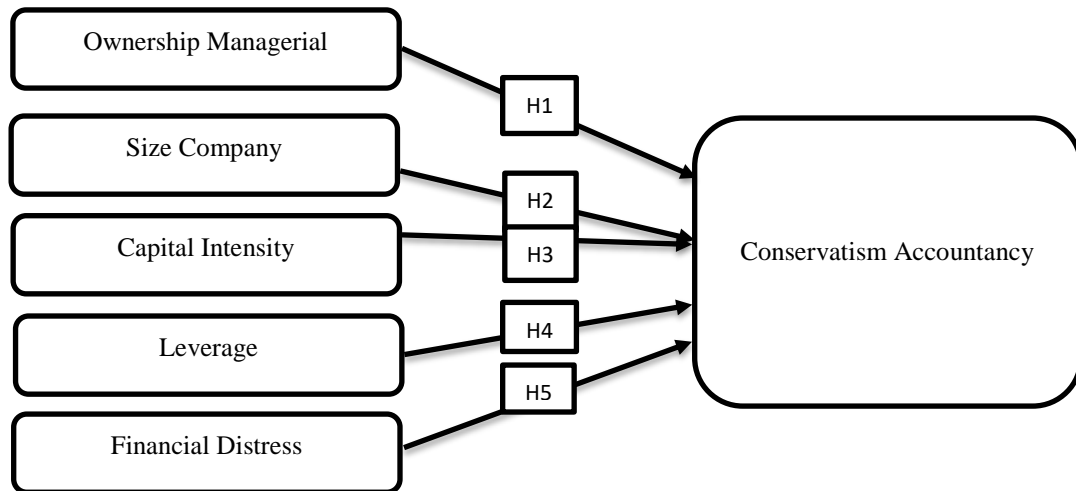 Ownership Managerial
H1
Size Company
H2
Capital Intensity
H3
Conservatism Accountancy
H4
Leverage
H5
Financial Distress